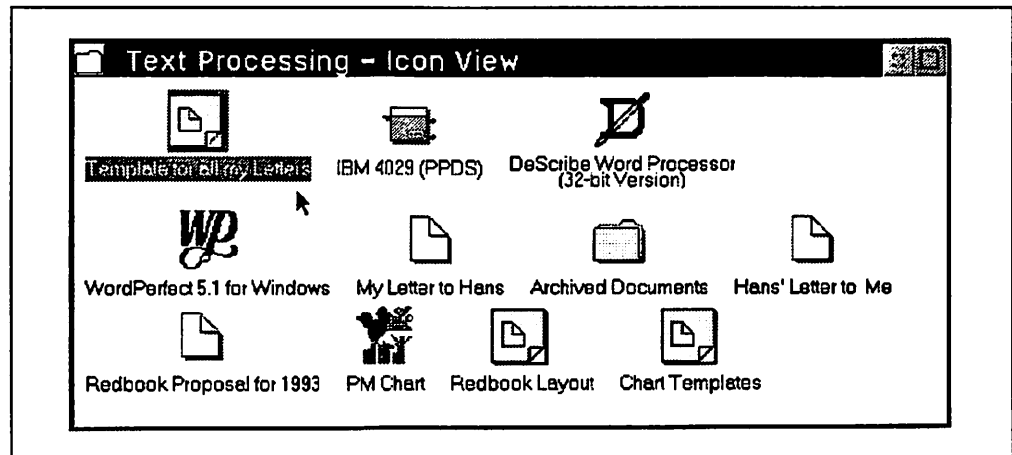 Text Processing - Icon View
Template for all my Letters
IBM 4029 (PPDS)
DeScribe Word Processor
(32-bit Version)
WP
WordPerfect 5.1 for Windows
My Letter to Hans
Archived Documents
Hans' Letter to Me
Redbook Proposal for 1993
PM Chart
Redbook Layout
Chart Templates